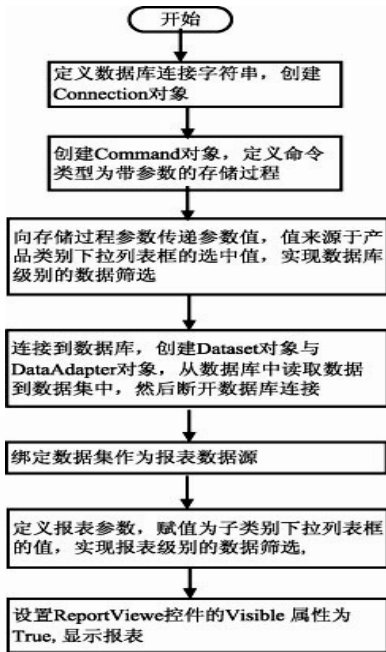 开始
定义数据库连接字符串，创建
Connection对象
创建Command对象，定义命令
类型为带参数的存储过程
向存储过程参数传递参数值，值来源于产
品类别下拉列表框的选中值，实现数据库
级别的数据筛选
连接到数据库，创建Dataset对象与
DataAdapter对象，从数据库中读取数据
到数据集中，然后断开数据库连接
绑定数据集作为报表数据源
定义报表参数，赋值为子类别下拉列表框
的值，实现报表级别的数据筛选,
设置ReportViewe控件的Visible 属性为
True, 显示报表